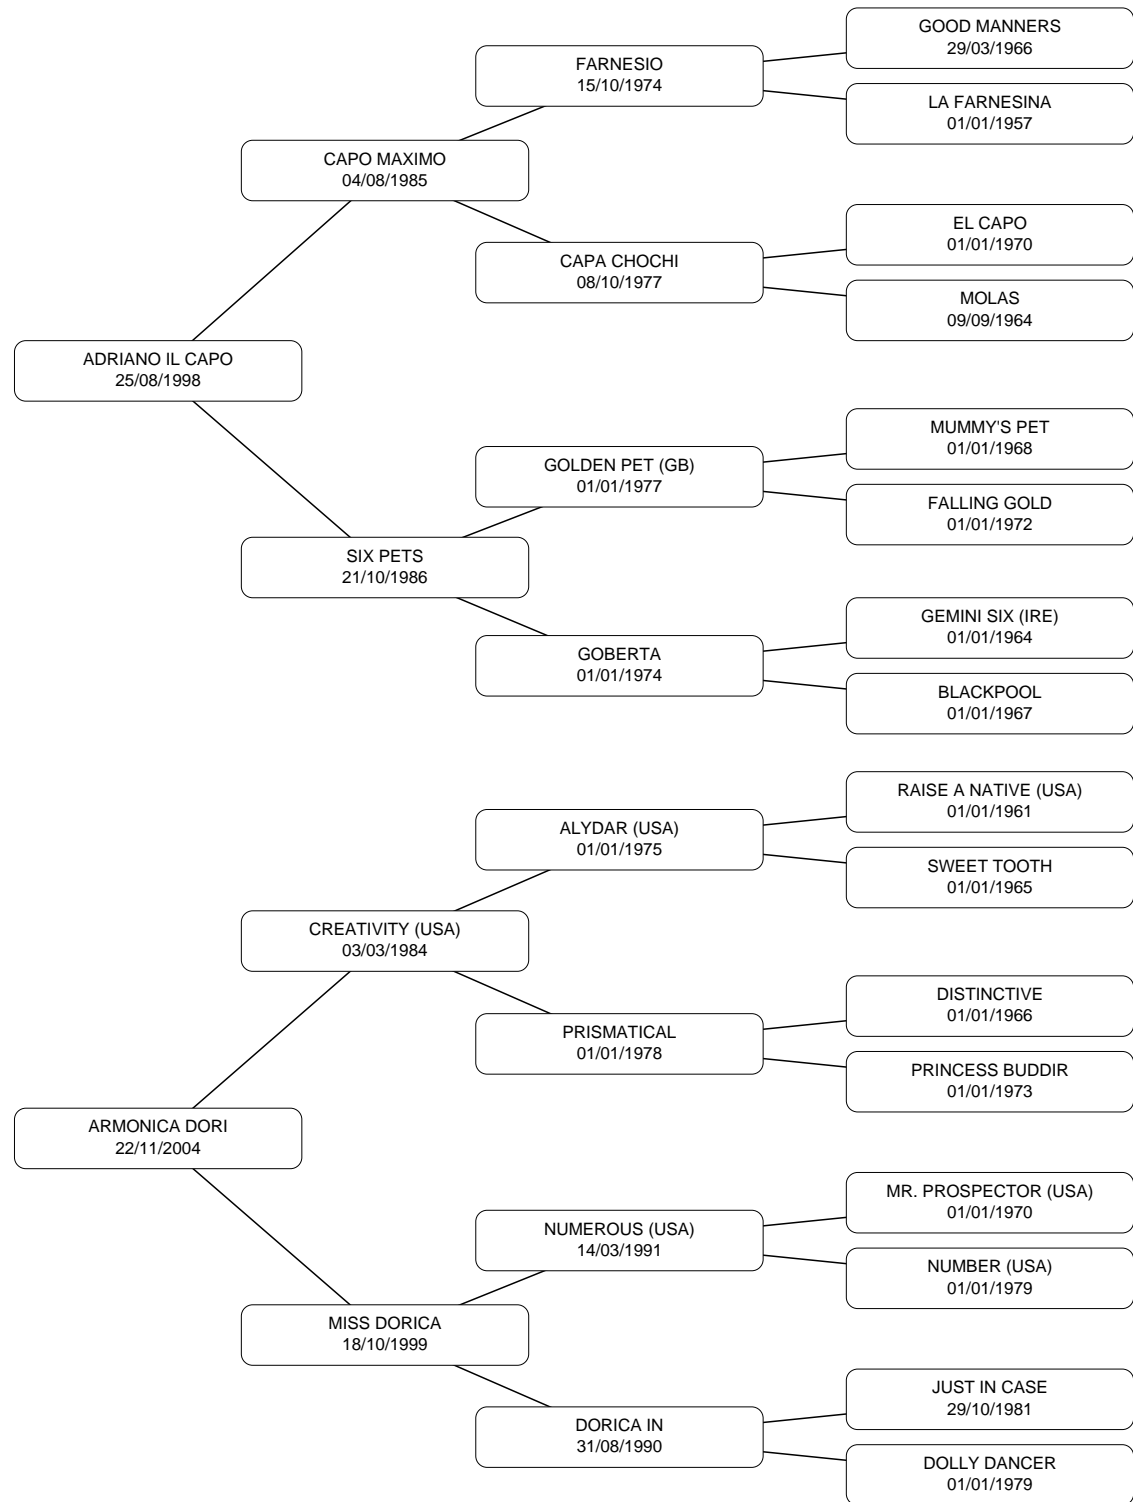 GOOD MANNERS
29/03/1966
FARNESIO
15/10/1974
LA FARNESINA
01/01/1957
CAPO MAXIMO
04/08/1985
EL CAPO
01/01/1970
CAPA CHOCHI
08/10/1977
MOLAS
09/09/1964
ADRIANO IL CAPO
25/08/1998
MUMMY'S PET
01/01/1968
GOLDEN PET (GB)
01/01/1977
FALLING GOLD
01/01/1972
SIX PETS
21/10/1986
GEMINI SIX (IRE)
01/01/1964
GOBERTA
01/01/1974
BLACKPOOL
01/01/1967
RAISE A NATIVE (USA)
01/01/1961
ALYDAR (USA)
01/01/1975
SWEET TOOTH
01/01/1965
CREATIVITY (USA)
03/03/1984
DISTINCTIVE
01/01/1966
PRISMATICAL
01/01/1978
PRINCESS BUDDIR
01/01/1973
ARMONICA DORI
22/11/2004
MR. PROSPECTOR (USA)
01/01/1970
NUMEROUS (USA)
14/03/1991
NUMBER (USA)
01/01/1979
MISS DORICA
18/10/1999
JUST IN CASE
29/10/1981
DORICA IN
31/08/1990
DOLLY DANCER
01/01/1979